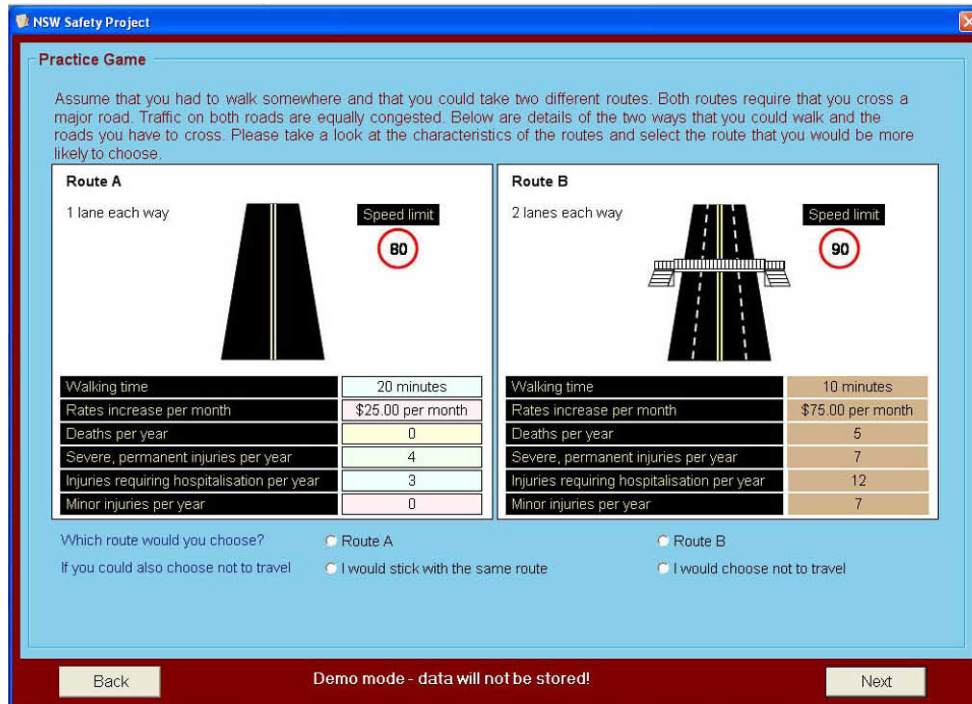 NSW Safety Project
Practice Game
Assume that you had to walk somewhere and that you could take two different routes. Both routes require that you cross a
major road. Traffic on both roads are equally congested. Below are details of the two ways that you could walk and the
roads you have to cross. Please take a look at the characteristics of the routes and select the route that you would be more
likely to choose.
Route A
1 lane each way
Speed limit
80
Walking time 20 minutes
Rates increase per month $25.00 per month
Deaths per year 0
Severe, permanent injuries per year 4
Injuries requiring hospitalisation per year 3
Minor injuries per year 0
Route B
2 lanes each way
Speed limit
90
Walking time 10 minutes
Rates increase per month $75.00 per month
Deaths per year 5
Severe, permanent injuries per year 7
Injuries requiring hospitalisation per year 12
Minor injuries per year 7
Which route would you choose? Route A Route B
If you could also choose not to travel I would stick with the same route I would choose not to travel
Back Demo mode - data will not be stored! Next